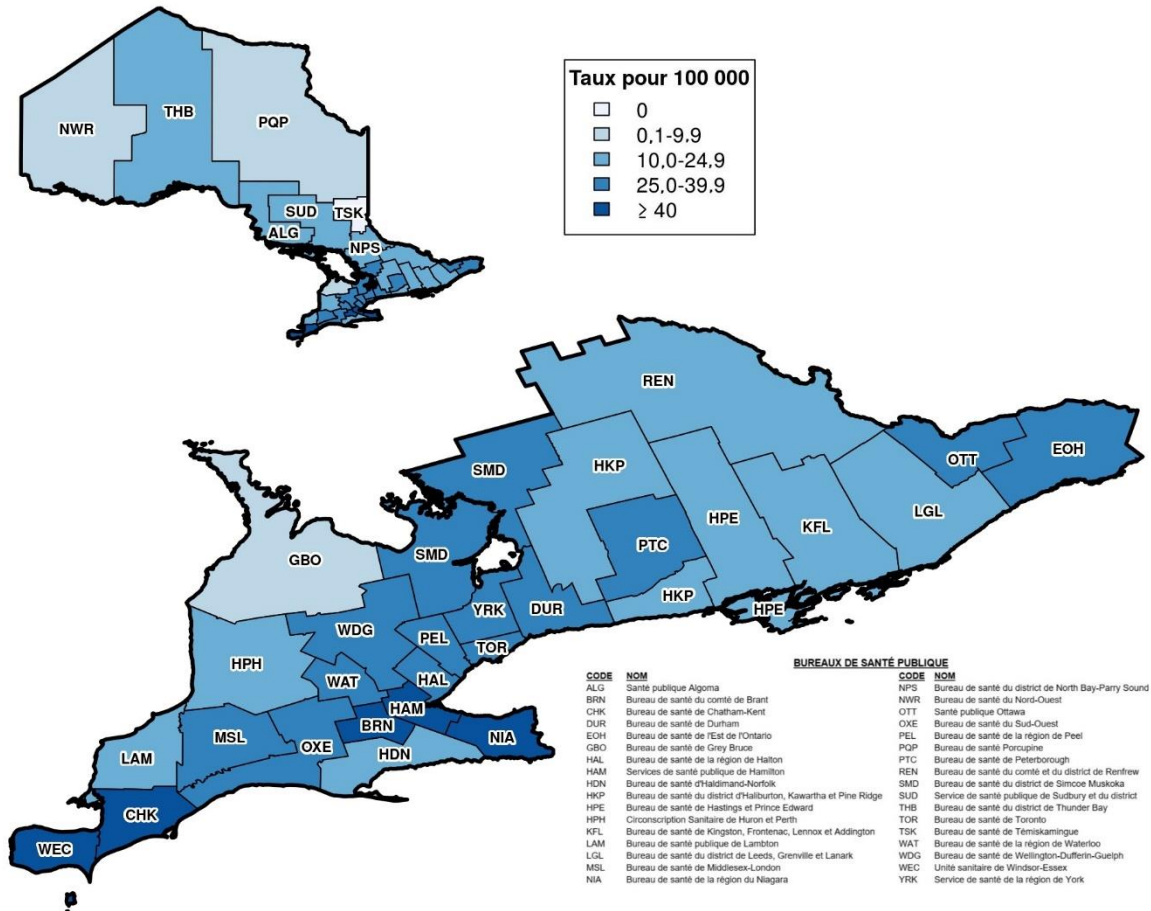 Taux pour 100 000
0
0,1-9,9
10,0-24,9
25,0-39,9
≥ 40
NWR
THB
PQP
SUD
TSK
ALG
NPS
REN
SMD
HKP
OTT
EOH
HPE
KFL
LGL
PTC
GBO
SMD
YRK
DUR
HKP
HPE
WDG
PEL
TOR
HPH
WAT
HAL
HAM
BRN
NIA
MSL
OXE
HDN
LAM
CHK
WEC
BUREAUX DE SANTÉ PUBLIQUE
CODE NOM
ALG Santé publique Algoma
BRN Bureau de santé du comté de Brant
CHK Bureau de santé de Chatham-Kent
DUR Bureau de santé de Durham
EOH Bureau de santé de l'Est de l'Ontario
GBO Bureau de santé de Grey Bruce
HAL Bureau de santé de la région de Halton
HAM Services de santé publique de Hamilton
HDN Bureau de santé d'Haldimand-Norfolk
HKP Bureau de santé du district d'Haliburton, Kawartha et Pine Ridge
HPE Bureau de santé de Hastings et Prince Edward
HPH Circonscription Sanitaire de Huron et Perth
KFL Bureau de santé de Kingston, Frontenac, Lennox et Addington
LAM Bureau de santé publique de Lambton
LGL Bureau de santé du district de Leeds, Grenville et Lanark
MSL Bureau de santé de Middlesex-London
NIA Bureau de santé de la région du Niagara
CODE NOM
NPS Bureau de santé du district de North Bay-Parry Sound
NWR Bureau de santé du Nord-Ouest
OTT Santé publique Ottawa
OXE Bureau de santé du Sud-Ouest
PEL Bureau de santé de la région de Peel
PQP Bureau de santé Porcupine
PTC Bureau de santé de Peterborough
REN Bureau de santé du comté et du district de Renfrew
SMD Bureau de santé du district de Simcoe Muskoka
SUD Service de santé publique de Sudbury et du district
THB Bureau de santé du district de Thunder Bay
TOR Bureau de santé de Toronto
TSK Bureau de santé de Témiskamingue
WAT Bureau de santé de la région de Waterloo
WDG Bureau de santé de Wellington-Dufferin-Guelph
WEC Unité sanitaire de Windsor-Essex
YRK Service de santé de la région de York